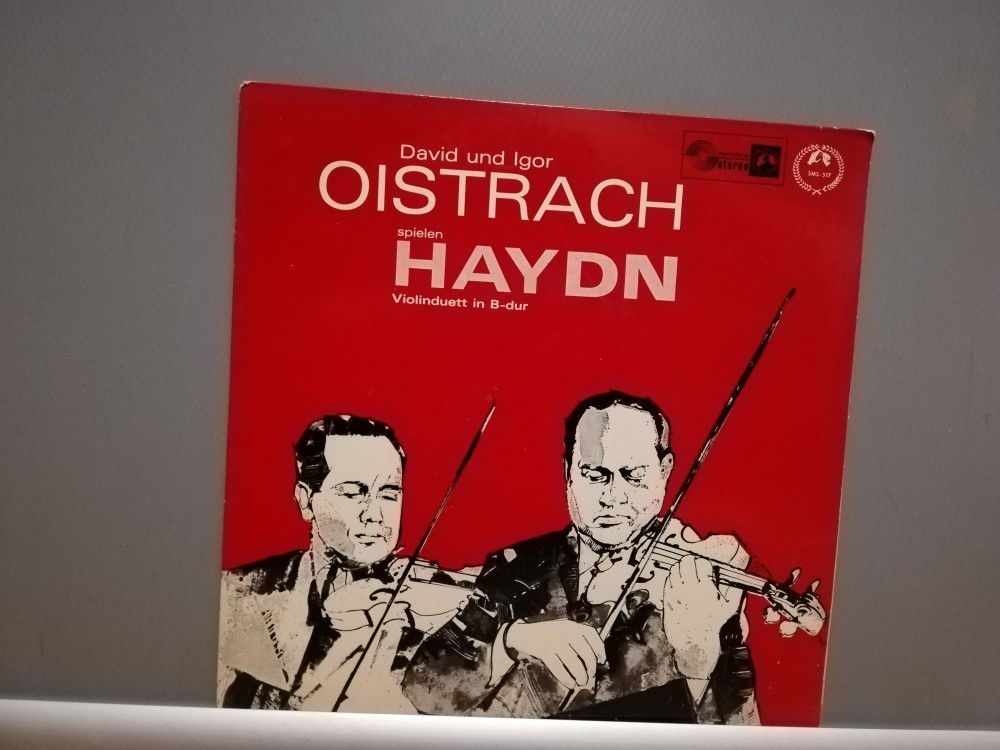 David und Igor
OISTRACH
spielen
HAYDN
Violinduett in B-dur
stereo
SMS-517